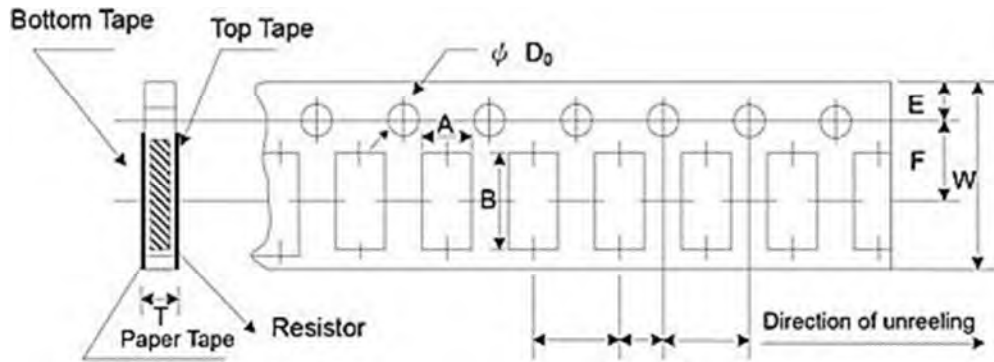 Bottom Tape
Top Tape
ψ D₀
A
B
E
F
W
T
Paper Tape
Resistor
Direction of unreeling